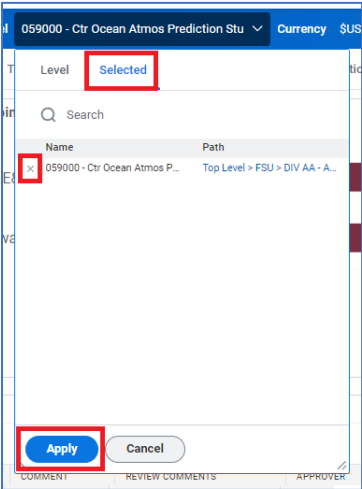 059000 - Ctr Ocean Atmos Prediction Stu Currency $US
Level Selected
Search
Name Path
× 059000 - Ctr Ocean Atmos P... Top Level > FSU > DIV AA - A...
Apply Cancel
COMMENT REVIEW COMMENTS APPROVER